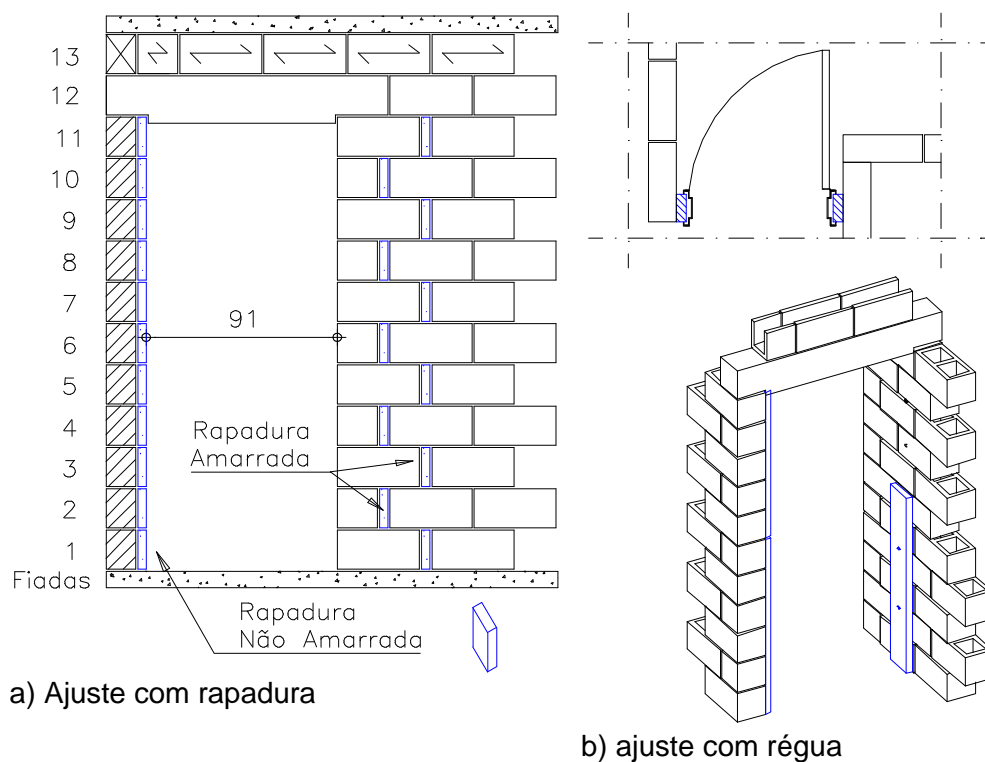 13
12
11
10
9
8
7
6
5
4
3
2
1
Fiadas
91
Rapadura
Amarrada
Rapadura
Não Amarrada
a) Ajuste com rapadura
b) ajuste com régua